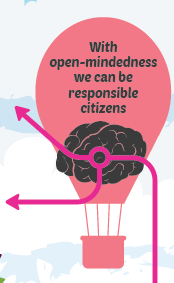 With
open-mindedness
we can be
responsible
citizens